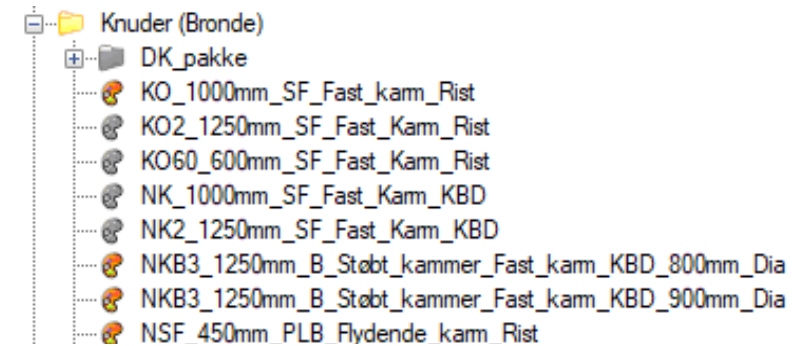 Knuder (Bronde)
DK_pakke
KO_1000mm_SF_Fast_karm_Rist
KO2_1250mm_SF_Fast_Karm_Rist
KO60_600mm_SF_Fast_Karm_Rist
NK_1000mm_SF_Fast_Karm_KBD
NK2_1250mm_SF_Fast_Karm_KBD
NKB3_1250mm_B_Støbt_kammer_Fast_karm_KBD_800mm_Dia
NKB3_1250mm_B_Støbt_kammer_Fast_karm_KBD_900mm_Dia
NSF_450mm_PLB_Flydende_karm_Rist